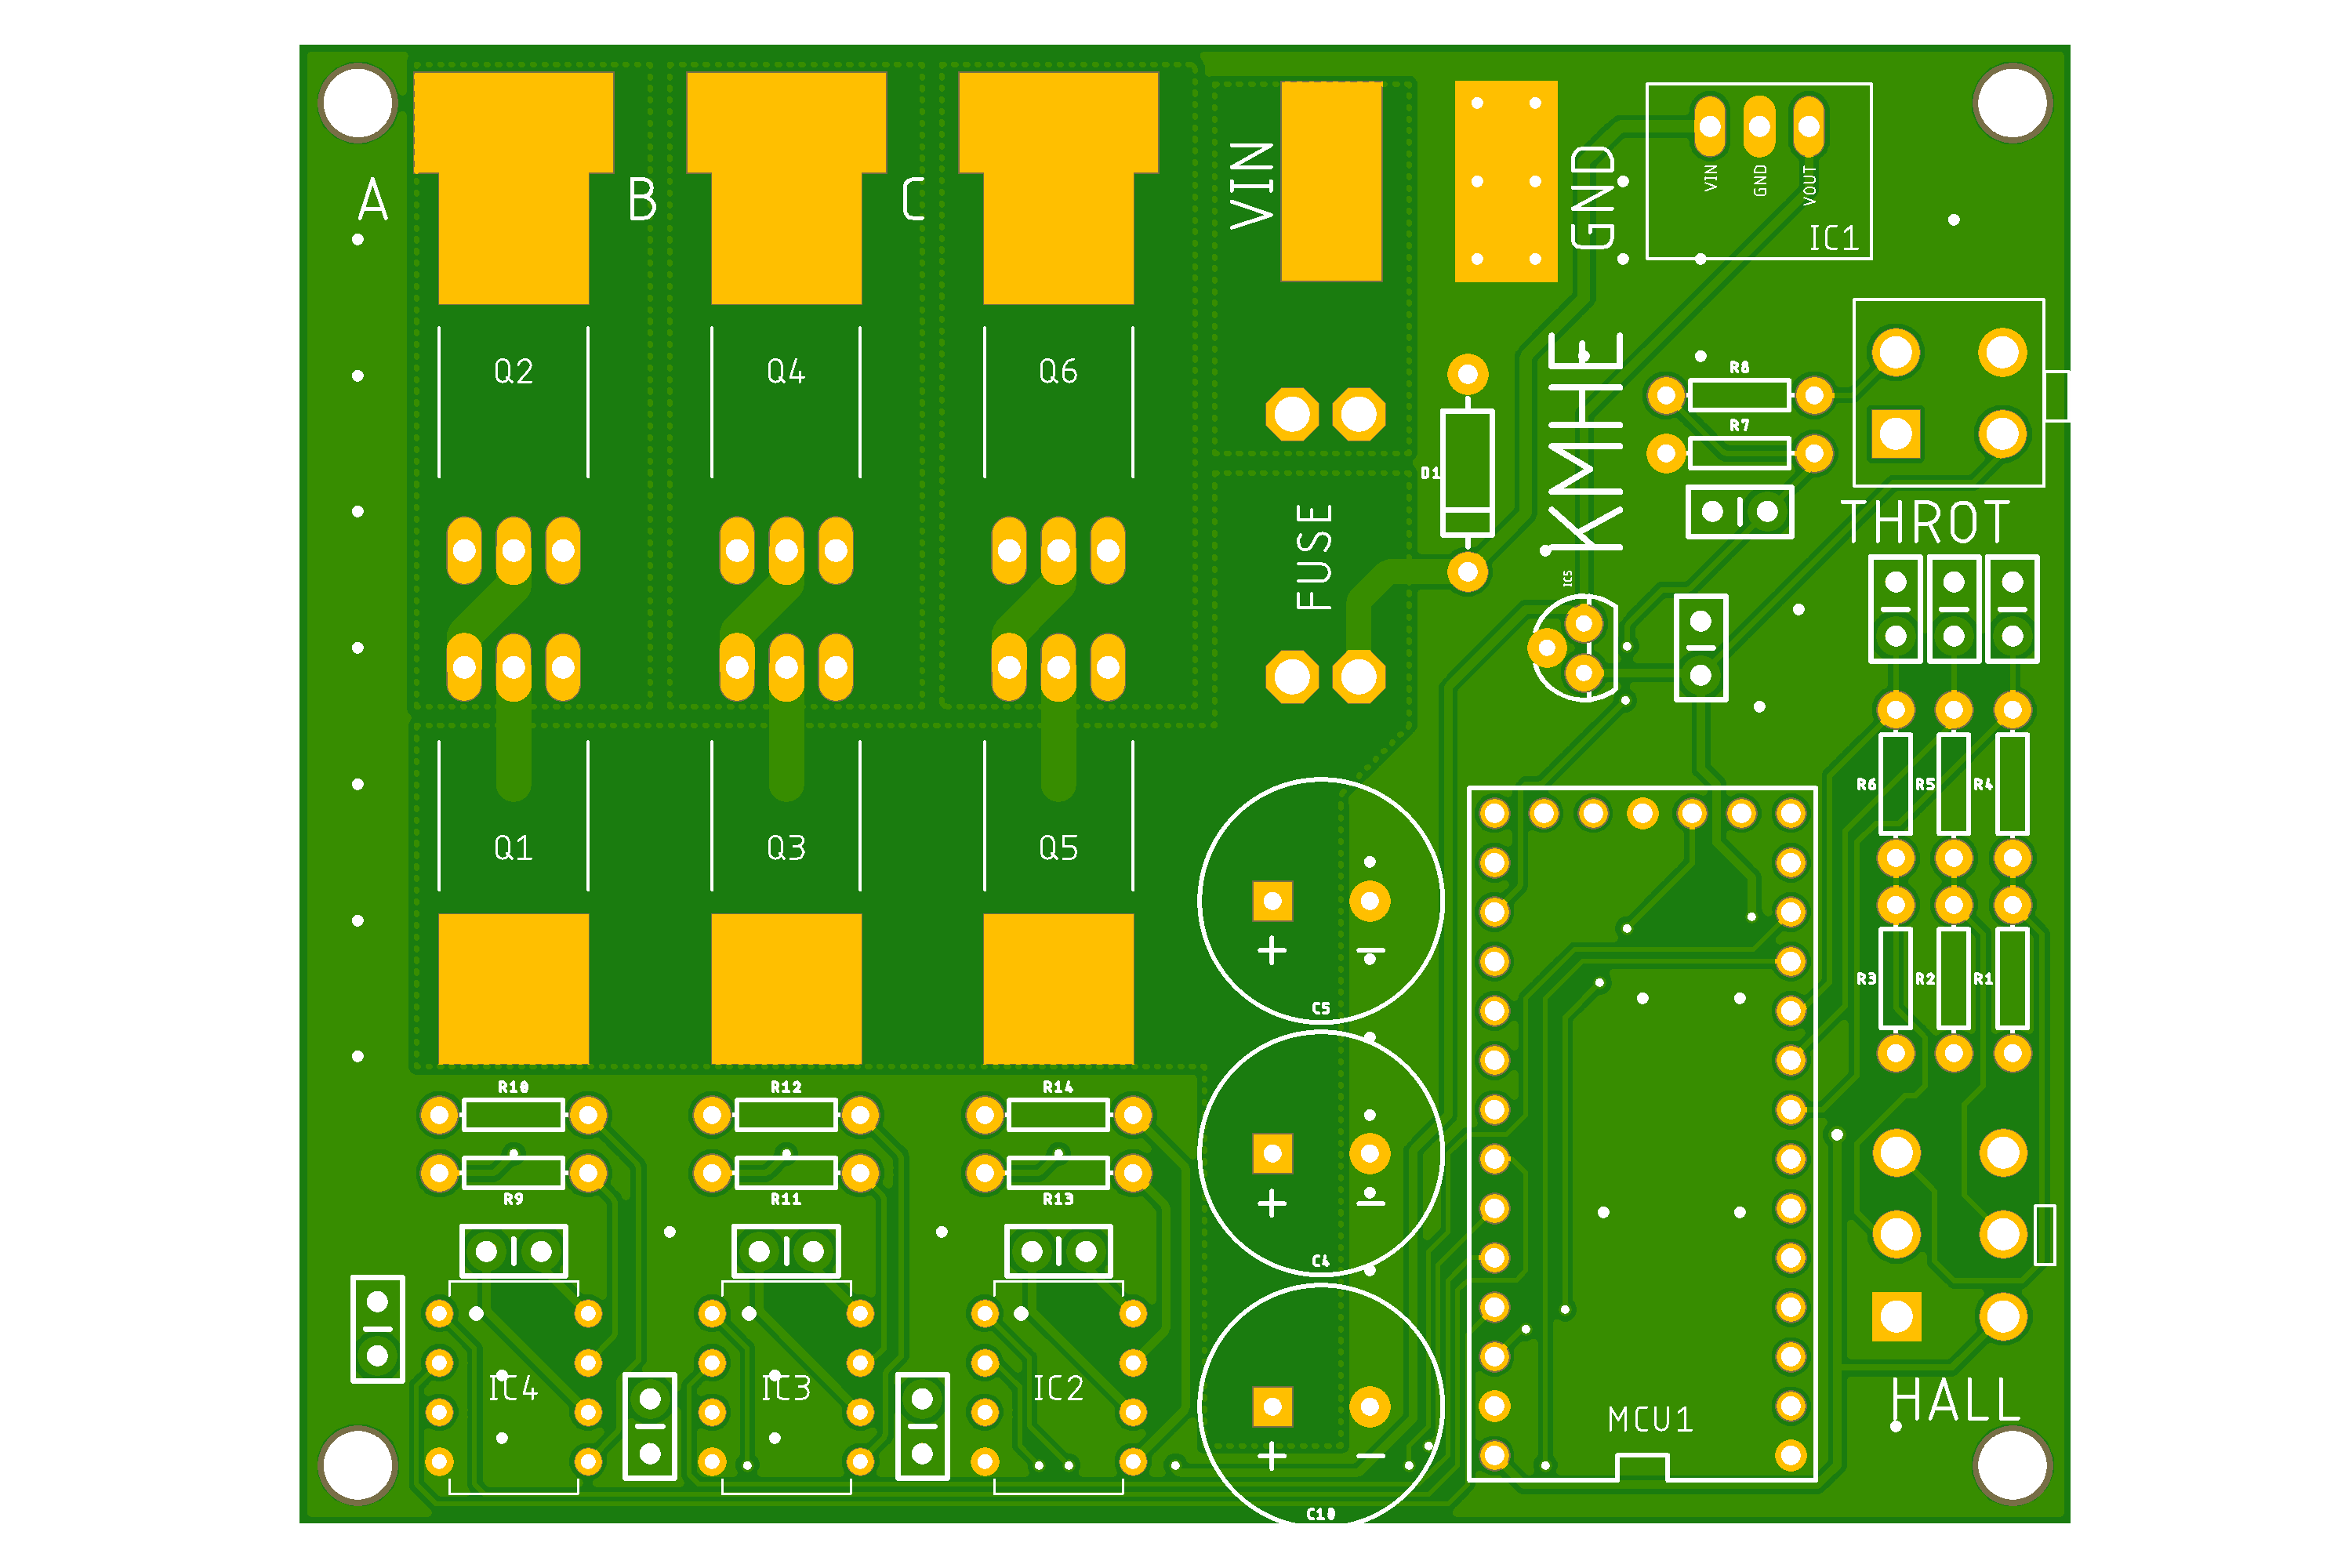 A
B
C
VIN
GND
VIN
GND
VOUT
IC1
Q2
Q4
Q6
R8
R7
D1
KMHE
FUSE
THROT
IC5
R6
R5
R4
Q1
Q3
Q5
R3
R2
R1
+
−
C5
R10
R12
R14
R9
R11
R13
+
−
C4
IC4
IC3
IC2
MCU1
HALL
+
−
C10